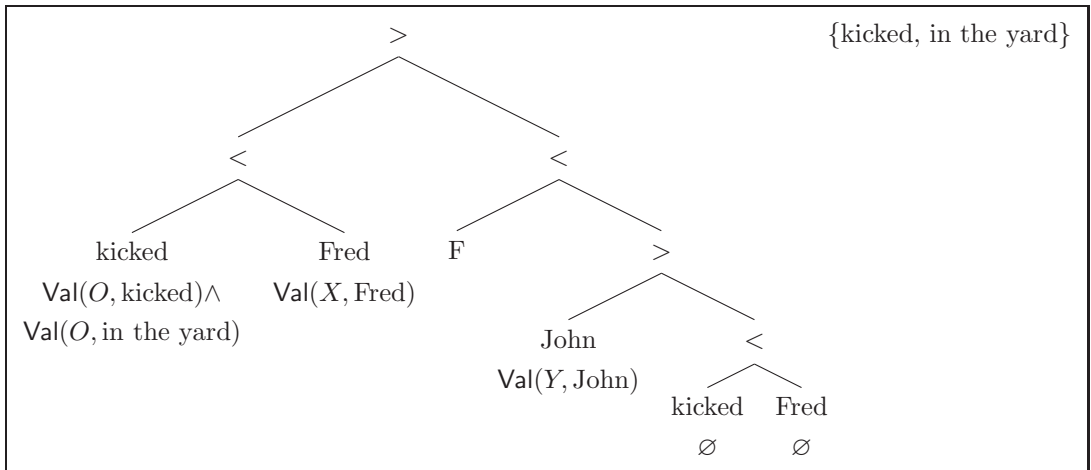 > {kicked, in the yard}
< <
kicked Fred F >
Val(O, kicked)∧ Val(X, Fred)
Val(O, in the yard)
John <
Val(Y, John)
kicked Fred
∅ ∅